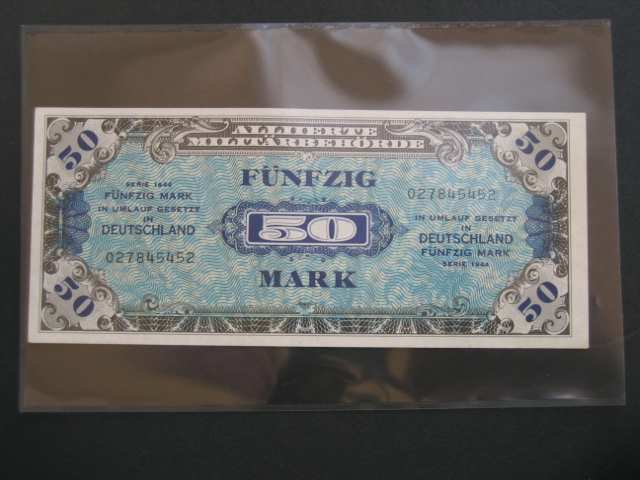 ALLIIERTE
MILITÄRBEHÖRDE
50
50
SERIE 1944
FÜNFZIG MARK
IN UMLAUF GESETZT
IN
DEUTSCHLAND
027845452
FÜNFZIG
50
MARK
027845452
IN UMLAUF GESETZT
IN
DEUTSCHLAND
FÜNFZIG MARK
SERIE 1944
50
50